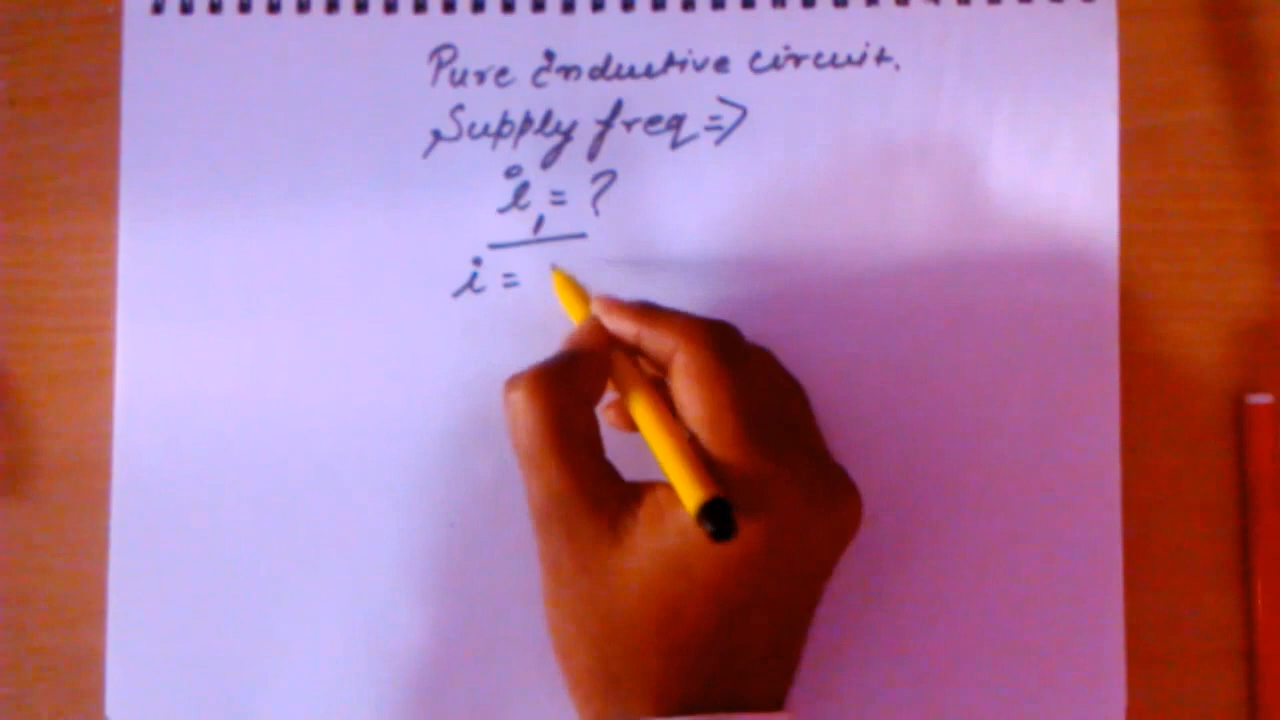 Pure inductive circuit.
Supply freq =>
i, = ?
i =